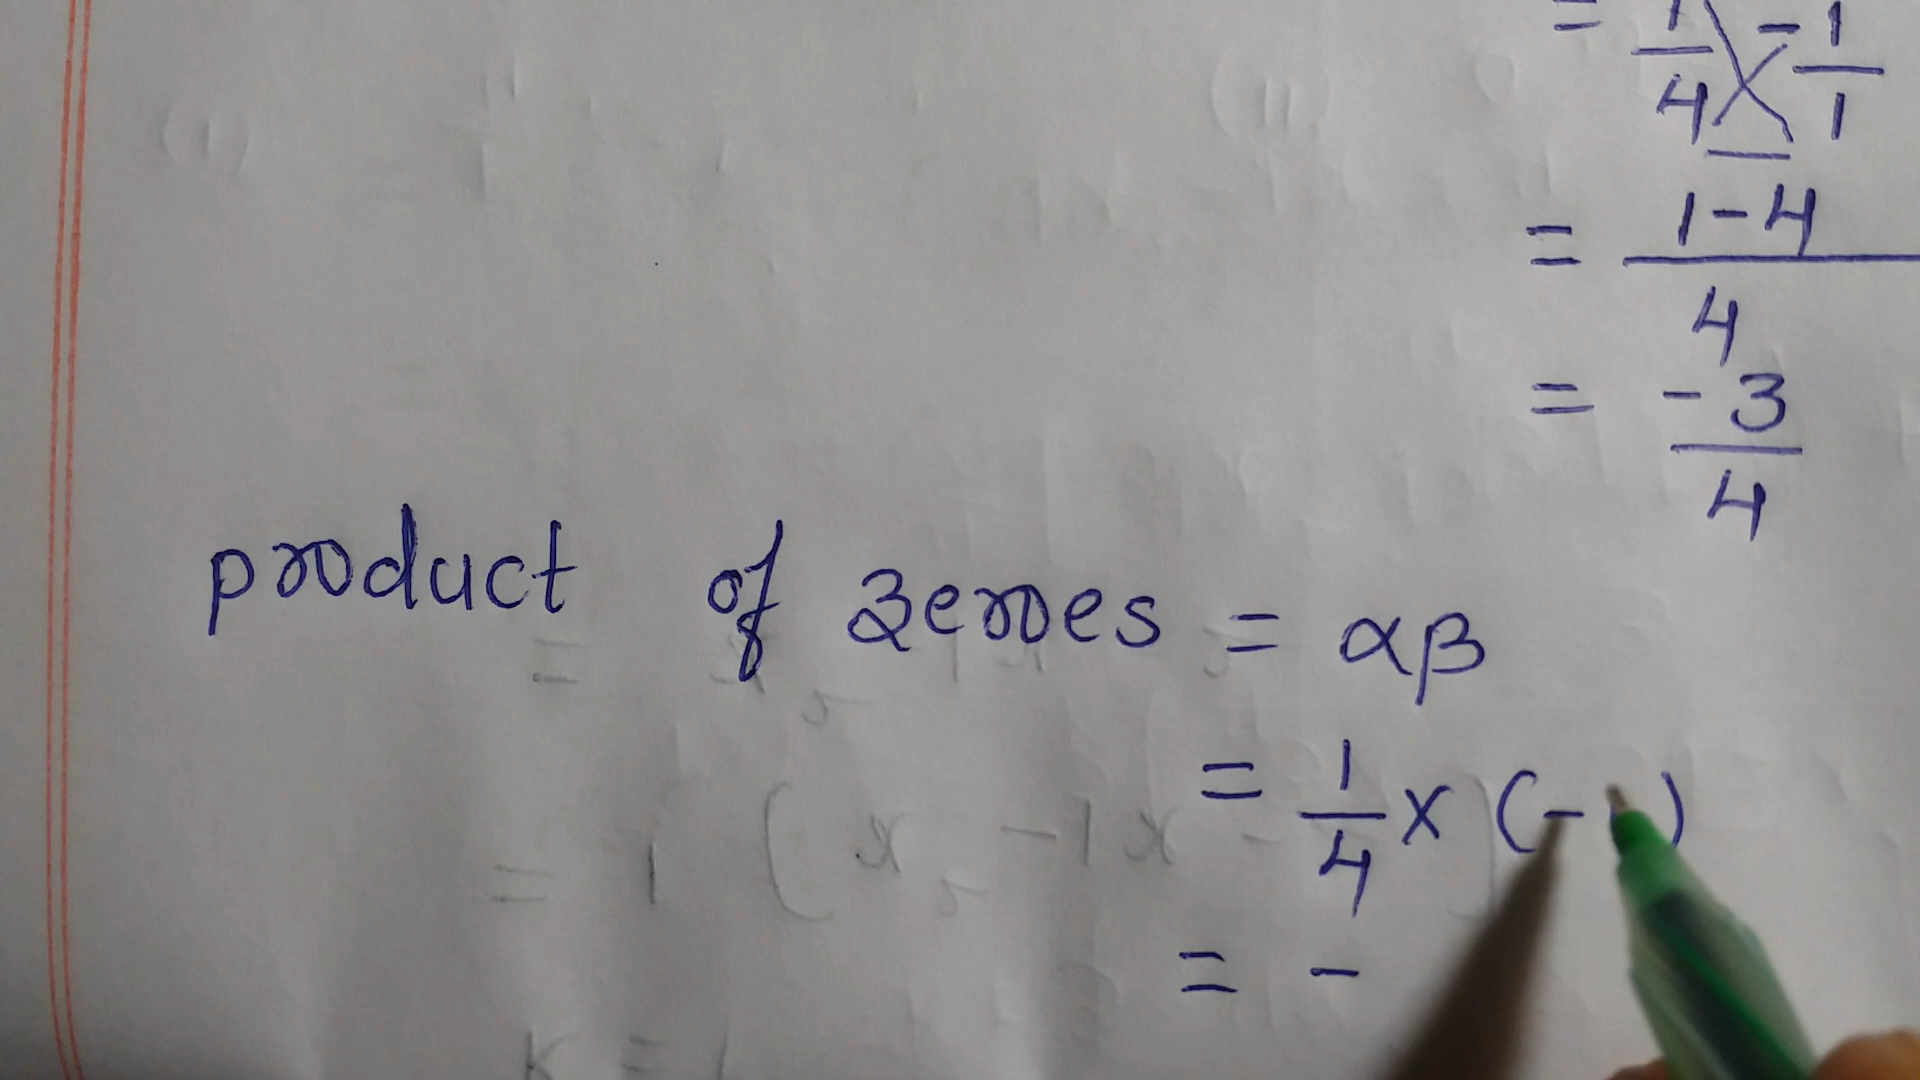 = 1/4 - 1/1
= 1-4/4
= -3/4
product of zeroes = αβ
= 1/4 x (- )
= -